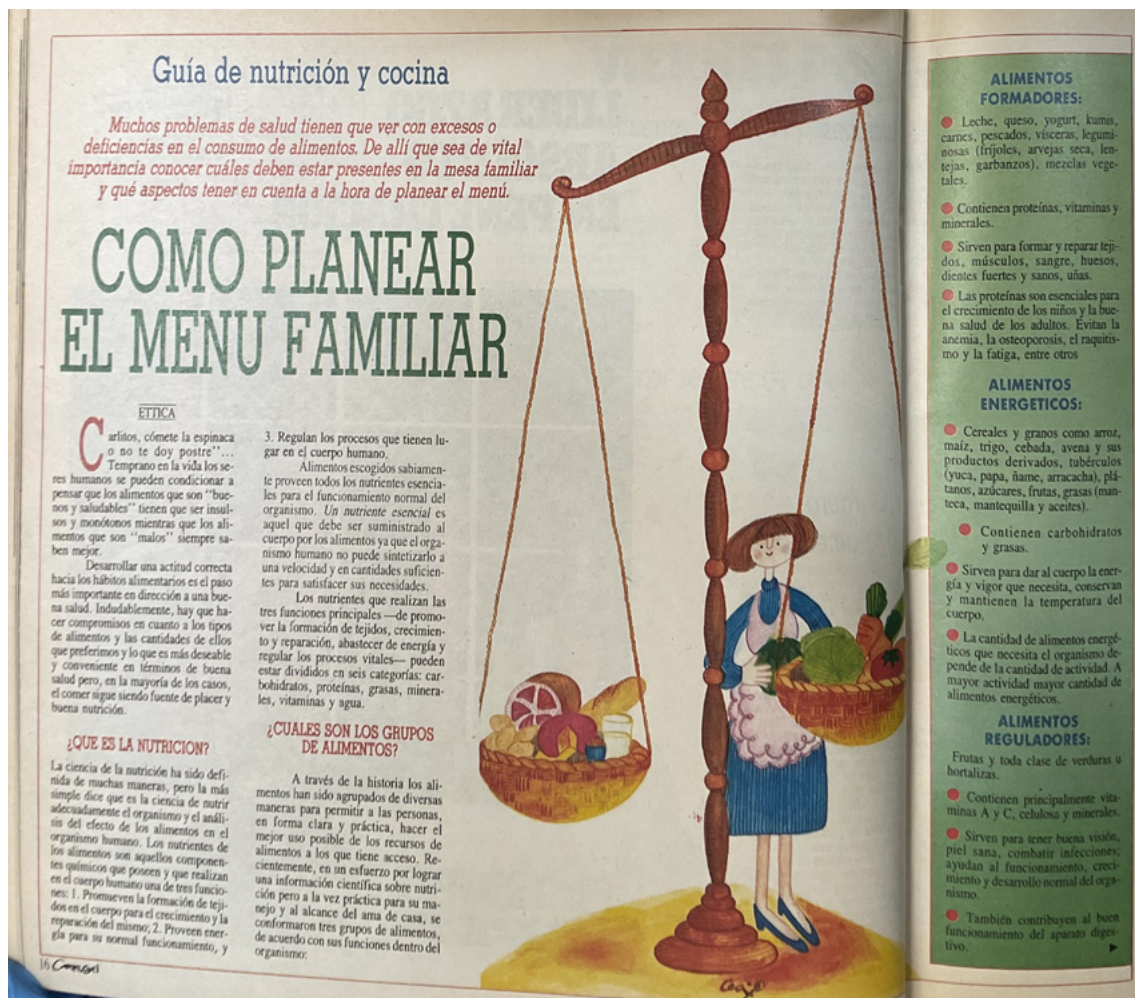 Guía de nutrición y cocina
Muchos problemas de salud tienen que ver con excesos o
deficiencias en el consumo de alimentos. De allí que sea de vital
importancia conocer cuáles deben estar presentes en la mesa familiar
y qué aspectos tener en cuenta a la hora de planear el menú.
COMO PLANEAR
EL MENU FAMILIAR
ETTICA
Carlitos, cómete la espinaca
o no te doy postre"...
Temprano en la vida los se-
res humanos se pueden condicionar a
pensar que los alimentos que son "bue-
nos y saludables" tienen que ser insul-
sos y monótonos mientras que los ali-
mentos que son "malos" siempre sa-
ben mejor.
Desarrollar una actitud correcta
hacia los hábitos alimentarios es el paso
más importante en dirección a una bue-
na salud. Indudablemente, hay que ha-
cer compromisos en cuanto a los tipos
de alimentos y las cantidades de ellos
que preferimos y lo que es más deseable
y conveniente en términos de buena
salud pero, en la mayoría de los casos,
el comer sigue siendo fuente de placer y
buena nutrición.
¿QUE ES LA NUTRICION?
La ciencia de la nutrición ha sido defi-
nida de muchas maneras, pero la más
simple dice que es la ciencia de nutrir
adecuadamente el organismo y el análi-
sis del efecto de los alimentos en el
organismo humano. Los nutrientes de
los alimentos son aquellos componen-
tes químicos que poseen y que realizan
en el cuerpo humano una de tres funcio-
nes: 1. Promueven la formación de teji-
dos en el cuerpo para el crecimiento y la
reparación del mismo; 2. Proveen ener-
gía para su normal funcionamiento, y
3. Regulan los procesos que tienen lu-
gar en el cuerpo humano.
Alimentos escogidos sabiamen-
te proveen todos los nutrientes esencia-
les para el funcionamiento normal del
organismo. Un nutriente esencial es
aquel que debe ser suministrado al
cuerpo por los alimentos ya que el orga-
nismo humano no puede sintetizarlo a
una velocidad y en cantidades suficien-
tes para satisfacer sus necesidades.
Los nutrientes que realizan las
tres funciones principales —de promo-
ver la formación de tejidos, crecimien-
to y reparación, abastecer de energía y
regular los procesos vitales— pueden
estar divididos en seis categorías: car-
bohidratos, proteínas, grasas, minera-
les, vitaminas y agua.
¿CUALES SON LOS GRUPOS
DE ALIMENTOS?
A través de la historia los ali-
mentos han sido agrupados de diversas
maneras para permitir a las personas,
en forma clara y práctica, hacer el
mejor uso posible de los recursos de
alimentos a los que tiene acceso. Re-
cientemente, en un esfuerzo por lograr
una información científica sobre nutri-
ción pero a la vez práctica para su ma-
nejo y al alcance del ama de casa, se
conformaron tres grupos de alimentos,
de acuerdo con sus funciones dentro del
organismo:
16
ALIMENTOS
FORMADORES:
Leche, queso, yogurt, kumis,
carnes, pescados, vísceras, legumi-
nosas (fríjoles, arvejas seca, len-
tejas, garbanzos), mezclas vege-
tales.
Contienen proteínas, vitaminas y
minerales.
Sirven para formar y reparar teji-
dos, músculos, sangre, huesos,
dientes fuertes y sanos, uñas.
Las proteínas son esenciales para
el crecimiento de los niños y la bue-
na salud de los adultos. Evitan la
anemia, la osteoporosis, el raquitis-
mo y la fatiga, entre otros
ALIMENTOS
ENERGETICOS:
Cereales y granos como arroz,
maíz, trigo, cebada, avena y sus
productos derivados, tubérculos
(yuca, papa, ñame, arracacha), plá-
tanos, azúcares, frutas, grasas (man-
teca, mantequilla y aceites).
Contienen carbohidratos
y grasas.
Sirven para dar al cuerpo la ener-
gía y vigor que necesita, conservan
y mantienen la temperatura del
cuerpo.
La cantidad de alimentos energé-
ticos que necesita el organismo de-
pende de la cantidad de actividad. A
mayor actividad mayor cantidad de
alimentos energéticos.
ALIMENTOS
REGULADORES:
Frutas y toda clase de verduras u
hortalizas.
Contienen principalmente vita-
minas A y C, celulosa y minerales.
Sirven para tener buena visión,
piel sana, combatir infecciones;
ayudan al funcionamiento, creci-
miento y desarrollo normal del orga-
nismo.
También contribuyen al buen
funcionamiento del aparato diges-
tivo.